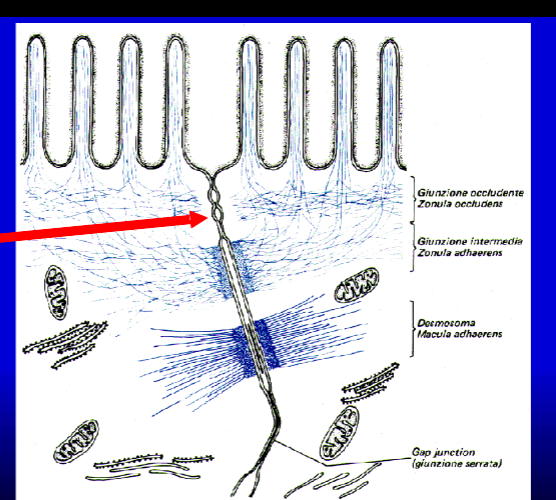 Giunzione occludente
Zonula occludens
Giunzione intermedia
Zonula adhaerens
Desmosoma
Macula adhaerens
Gap junction
(giunzione serrata)